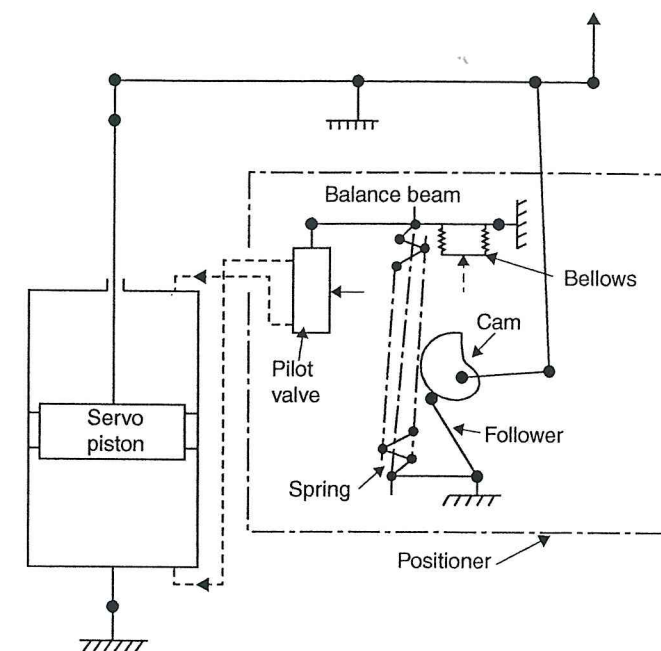 Balance beam
Bellows
Cam
Pilot
valve
Servo
piston
Follower
Spring
Positioner